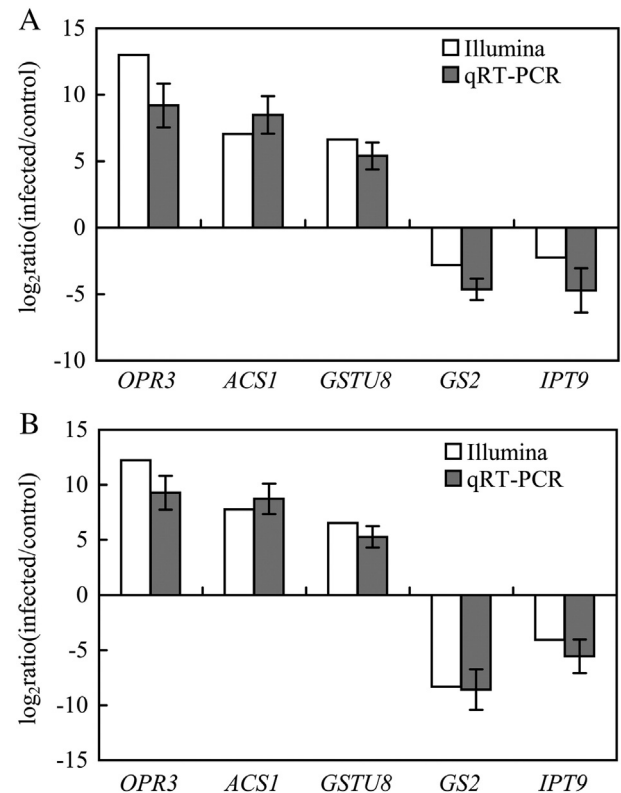 A
15
10
5
0
-5
-10
log₂ratio(infected/control)
Illumina
qRT-PCR
OPR3 ACS1 GSTU8 GS2 IPT9
B
15
10
5
0
-5
-10
-15
log₂ratio(infected/control)
Illumina
qRT-PCR
OPR3 ACS1 GSTU8 GS2 IPT9